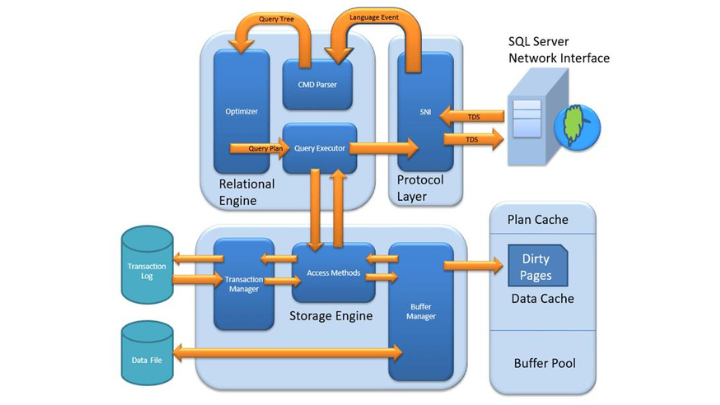 Query Tree
Language Event
SQL Server
Network Interface
CMD Parser
Optimizer
SNI
TDS
TDS
Query Plan
Query Executor
Relational
Engine
Protocol
Layer
Plan Cache
Transaction
Log
Transaction
Manager
Access Methods
Dirty
Pages
Data Cache
Storage Engine
Buffer
Manager
Data File
Buffer Pool